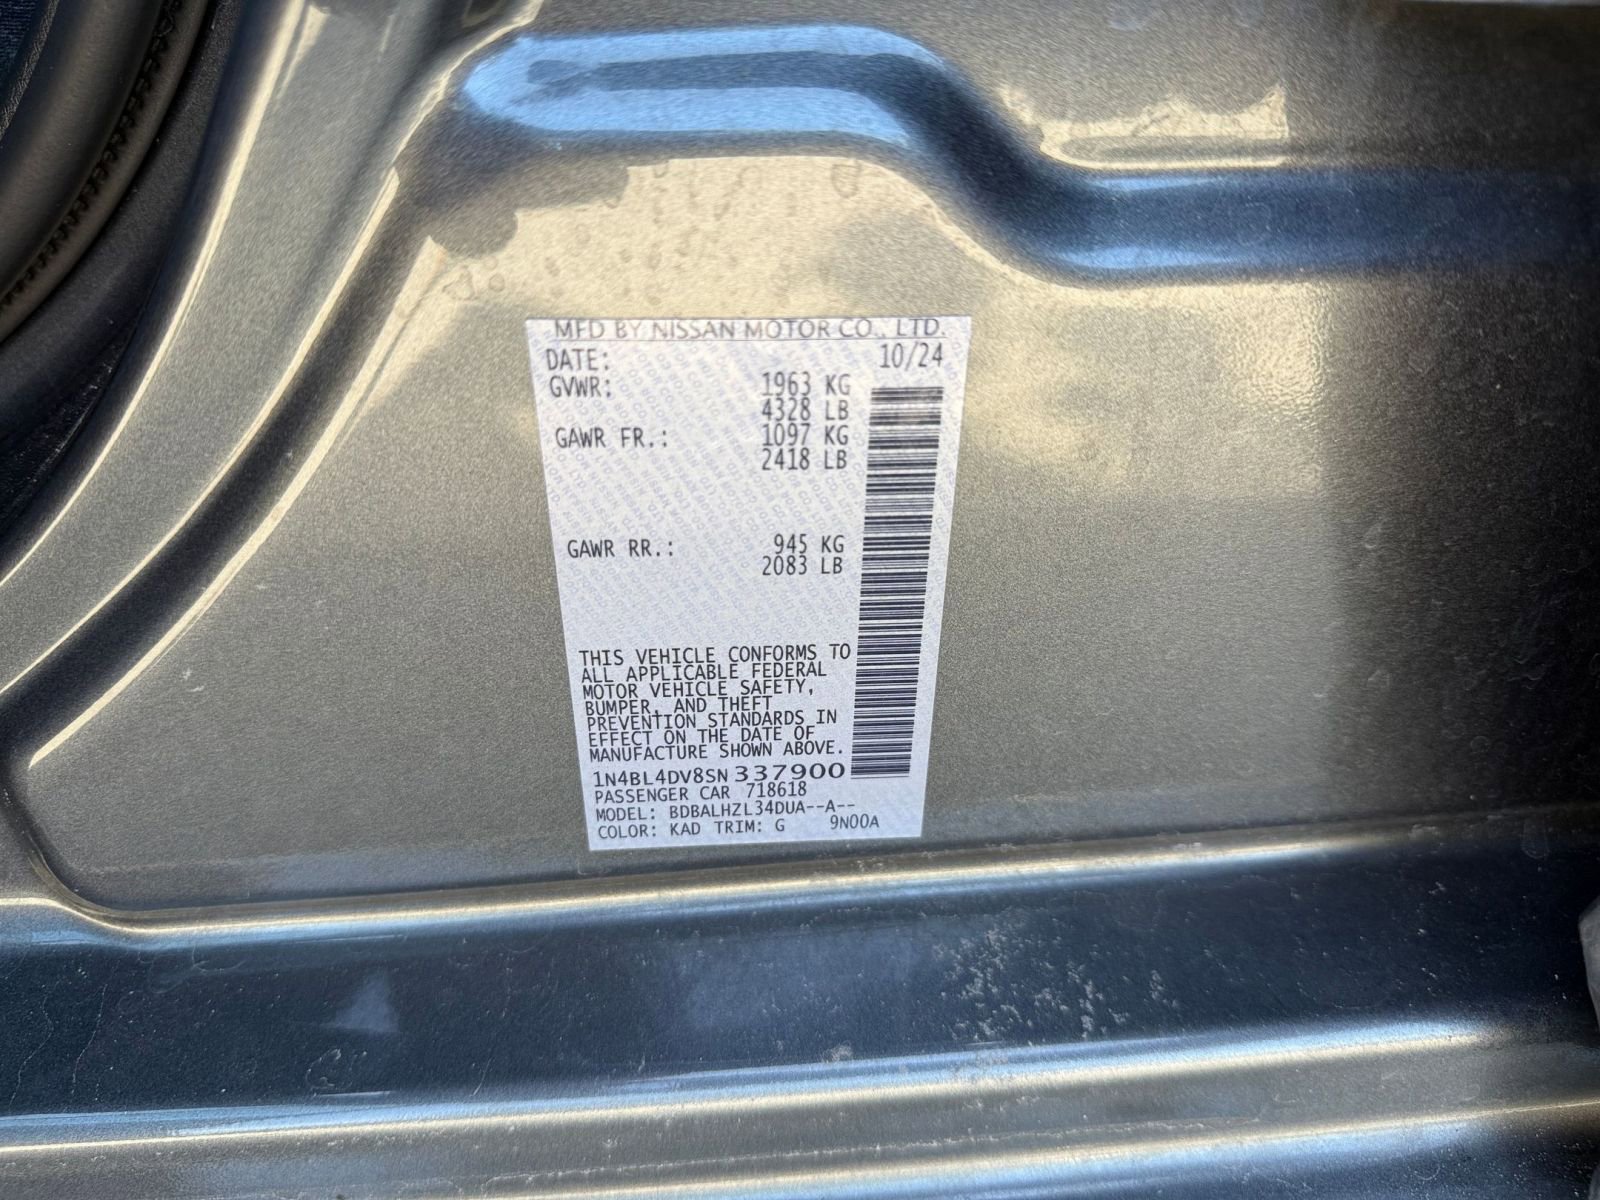 MFD BY NISSAN MOTOR CO., LTD.
DATE: 10/24
GVWR: 1963 KG
4328 LB
GAWR FR.: 1097 KG
2418 LB
GAWR RR.: 945 KG
2083 LB
THIS VEHICLE CONFORMS TO
ALL APPLICABLE FEDERAL
MOTOR VEHICLE SAFETY,
BUMPER, AND THEFT
PREVENTION STANDARDS IN
EFFECT ON THE DATE OF
MANUFACTURE SHOWN ABOVE.
1N4BL4DV8SN 337900
PASSENGER CAR 718618
MODEL: BDBALHZL34DUA--A--
COLOR: KAD TRIM: G 9N00A